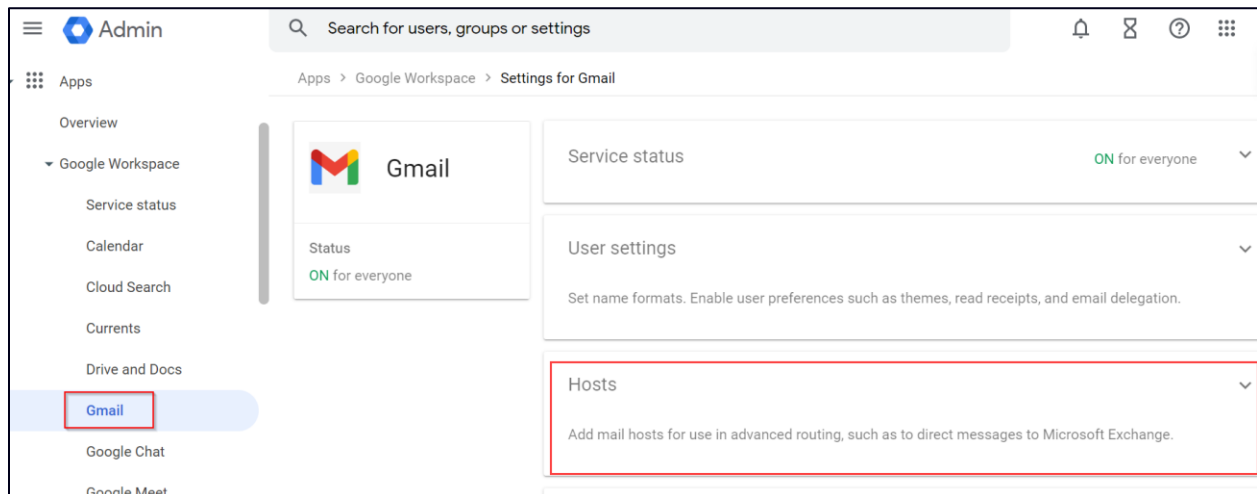 Admin
Search for users, groups or settings
Apps
Apps > Google Workspace > Settings for Gmail
Overview
Google Workspace
Service status
Calendar
Cloud Search
Currents
Drive and Docs
Gmail
Google Chat
Google Meet
Gmail
Status
ON for everyone
Service status
ON for everyone
User settings
Set name formats. Enable user preferences such as themes, read receipts, and email delegation.
Hosts
Add mail hosts for use in advanced routing, such as to direct messages to Microsoft Exchange.